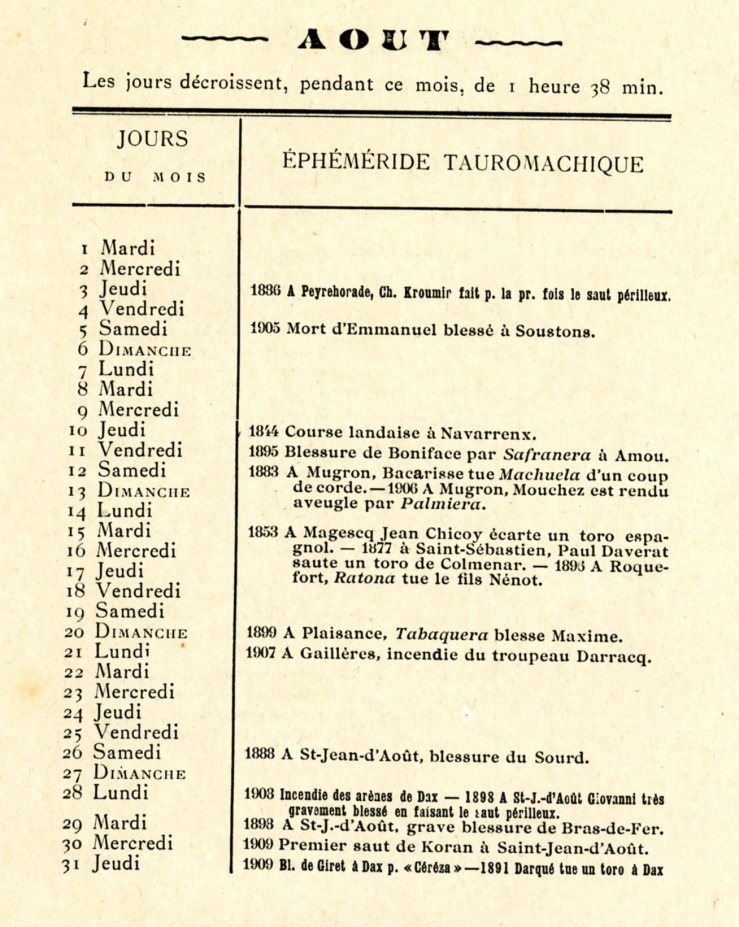 AOUT
Les jours décroissent, pendant ce mois, de 1 heure 38 min.
JOURS
DU MOIS
ÉPHÉMÉRIDE TAUROMACHIQUE
1 Mardi
2 Mercredi
3 Jeudi 1886 A Peyrehorade, Ch. Kroumir fait p. la pr. fois le saut périlleux.
4 Vendredi
5 Samedi 1905 Mort d'Emmanuel blessé à Soustons.
6 DIMANCHE
7 Lundi
8 Mardi
9 Mercredi
10 Jeudi 1844 Course landaise à Navarrenx.
11 Vendredi 1895 Blessure de Boniface par Safranera à Amou.
12 Samedi 1883 A Mugron, Bacarisse tue Machuela d'un coup
13 DIMANCHE de corde. — 1906 A Mugron, Mouchez est rendu
14 Lundi aveugle par Palmiera.
15 Mardi 1853 A Magescq Jean Chicoy écarte un toro espa-
16 Mercredi gnol. — 1877 à Saint-Sébastien, Paul Daverat
17 Jeudi saute un toro de Colmenar. — 1896 A Roque-
18 Vendredi fort, Ratona tue le fils Nénot.
19 Samedi
20 DIMANCHE 1899 A Plaisance, Tabaquera blesse Maxime.
21 Lundi 1907 A Gaillères, incendie du troupeau Darracq.
22 Mardi
23 Mercredi
24 Jeudi
25 Vendredi
26 Samedi 1888 A St-Jean-d'Août, blessure du Sourd.
27 DIMANCHE
28 Lundi 1908 Incendie des arènes de Dax — 1898 A St-J.-d'Août Giovanni très
gravement blessé en faisant le saut périlleux.
29 Mardi 1898 A St-J.-d'Août, grave blessure de Bras-de-Fer.
30 Mercredi 1909 Premier saut de Koran à Saint-Jean-d'Août.
31 Jeudi 1909 Bl. de Giret à Dax p. «Céréza» — 1891 Darqué tue un toro à Dax